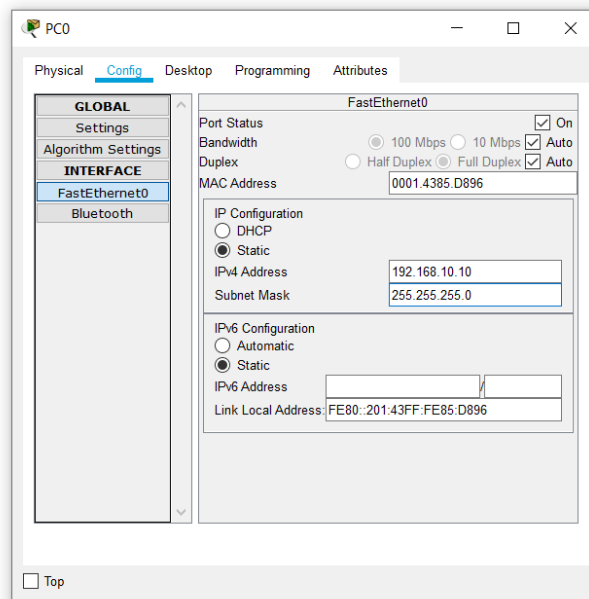 PC0
Physical Config Desktop Programming Attributes
GLOBAL
Settings
Algorithm Settings
INTERFACE
FastEthernet0
Bluetooth
FastEthernet0
Port Status On
Bandwidth 100 Mbps 10 Mbps Auto
Duplex Half Duplex Full Duplex Auto
MAC Address 0001.4385.D896
IP Configuration
DHCP
Static
IPv4 Address 192.168.10.10
Subnet Mask 255.255.255.0
IPv6 Configuration
Automatic
Static
IPv6 Address /
Link Local Address: FE80::201:43FF:FE85:D896
Top